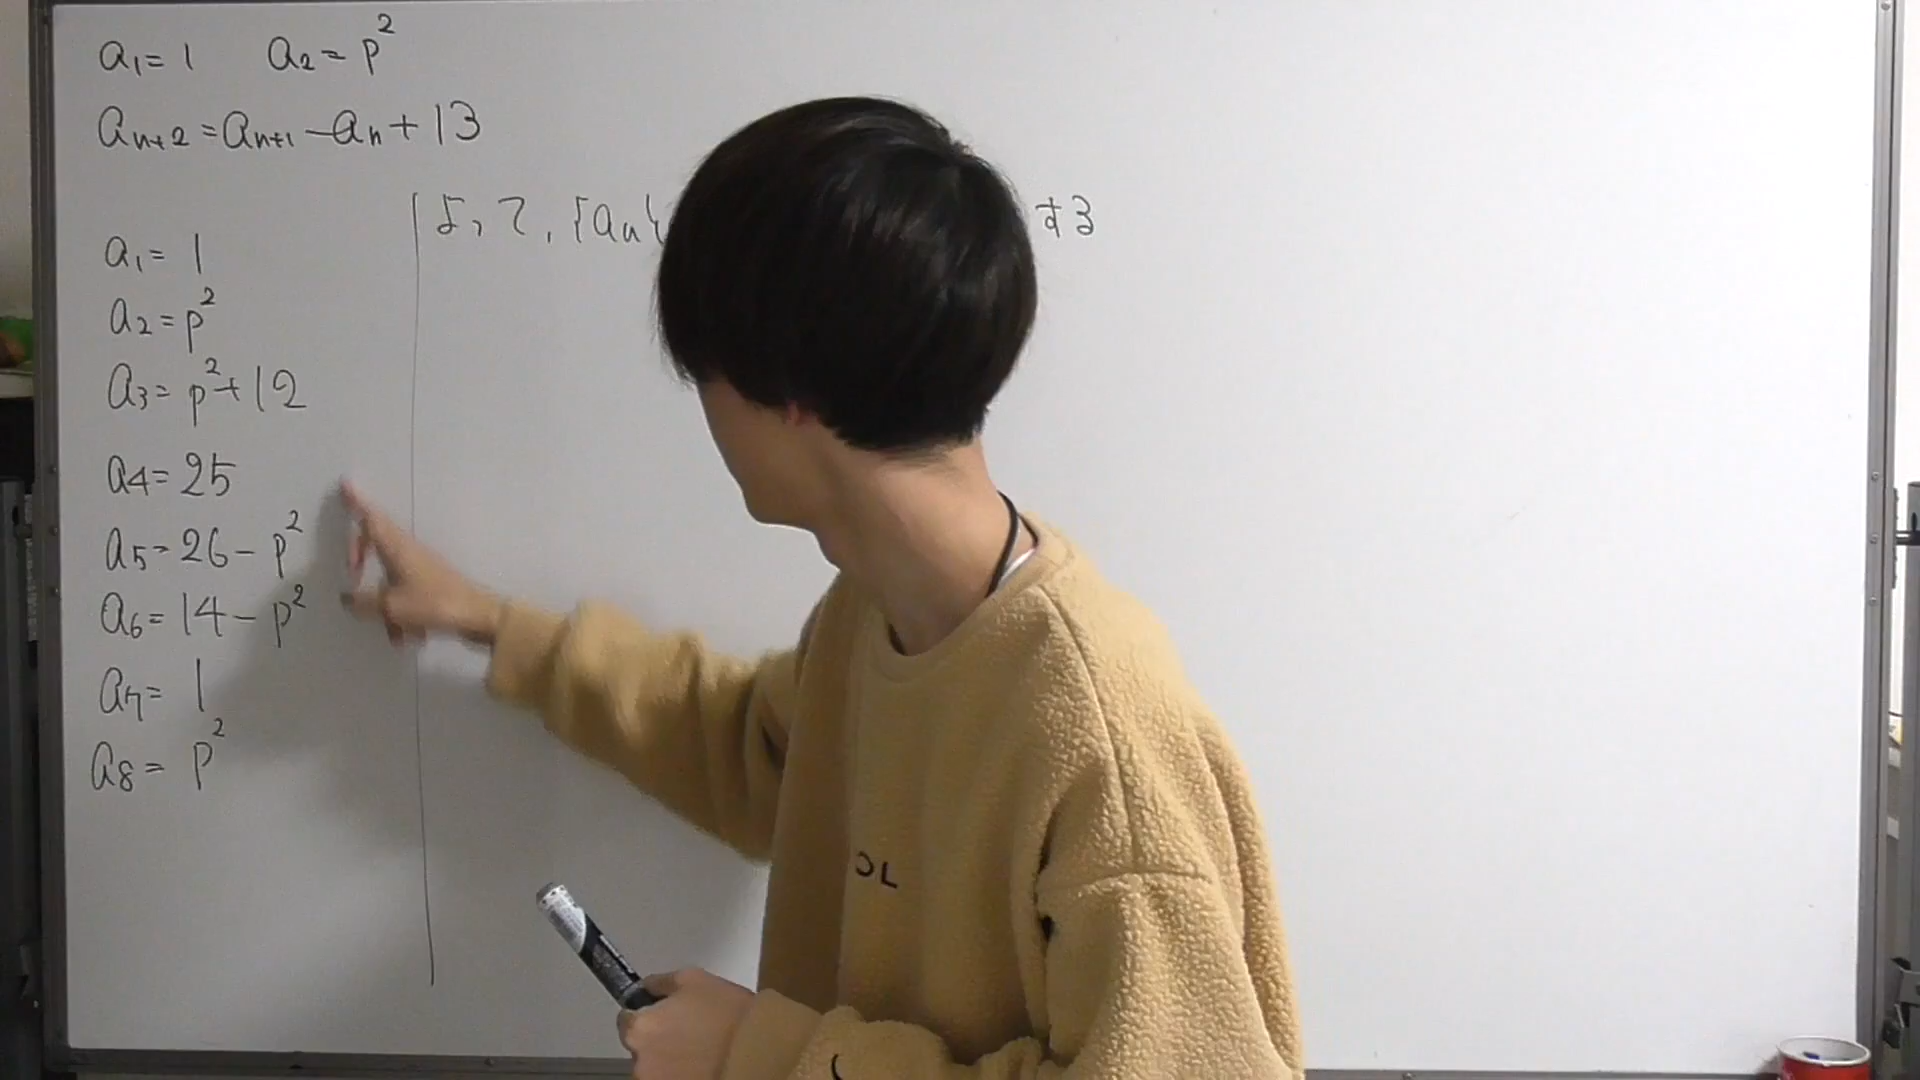 a₁=1 a₂=p²
aₙ₊₂=aₙ₊₁-aₙ+13
a₁=1
a₂=p²
a₃=p²+12
a₄=25
a₅=26-p²
a₆=14-p²
a₇=1
a₈=p²
よって, {aₙ} する
OL